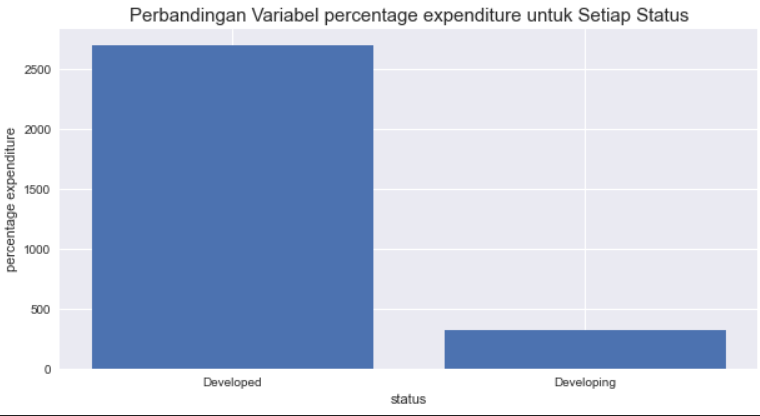 Perbandingan Variabel percentage expenditure untuk Setiap Status
percentage expenditure
2500
2000
1500
1000
500
0
Developed
Developing
status